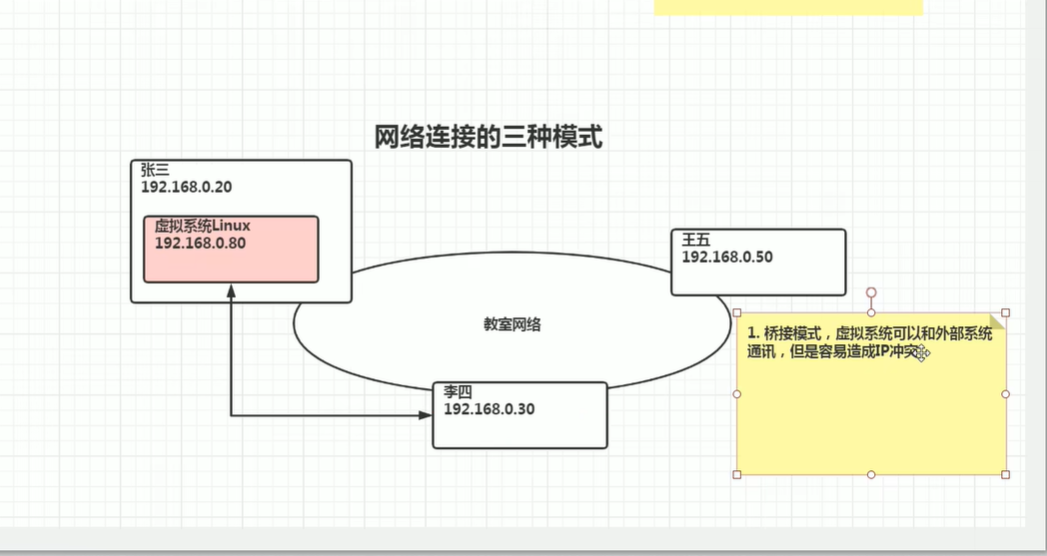 网络连接的三种模式
张三
192.168.0.20
虚拟系统Linux
192.168.0.80
王五
192.168.0.50
教室网络
1. 桥接模式，虚拟系统可以和外部系统
通讯，但是容易造成IP冲突
李四
192.168.0.30